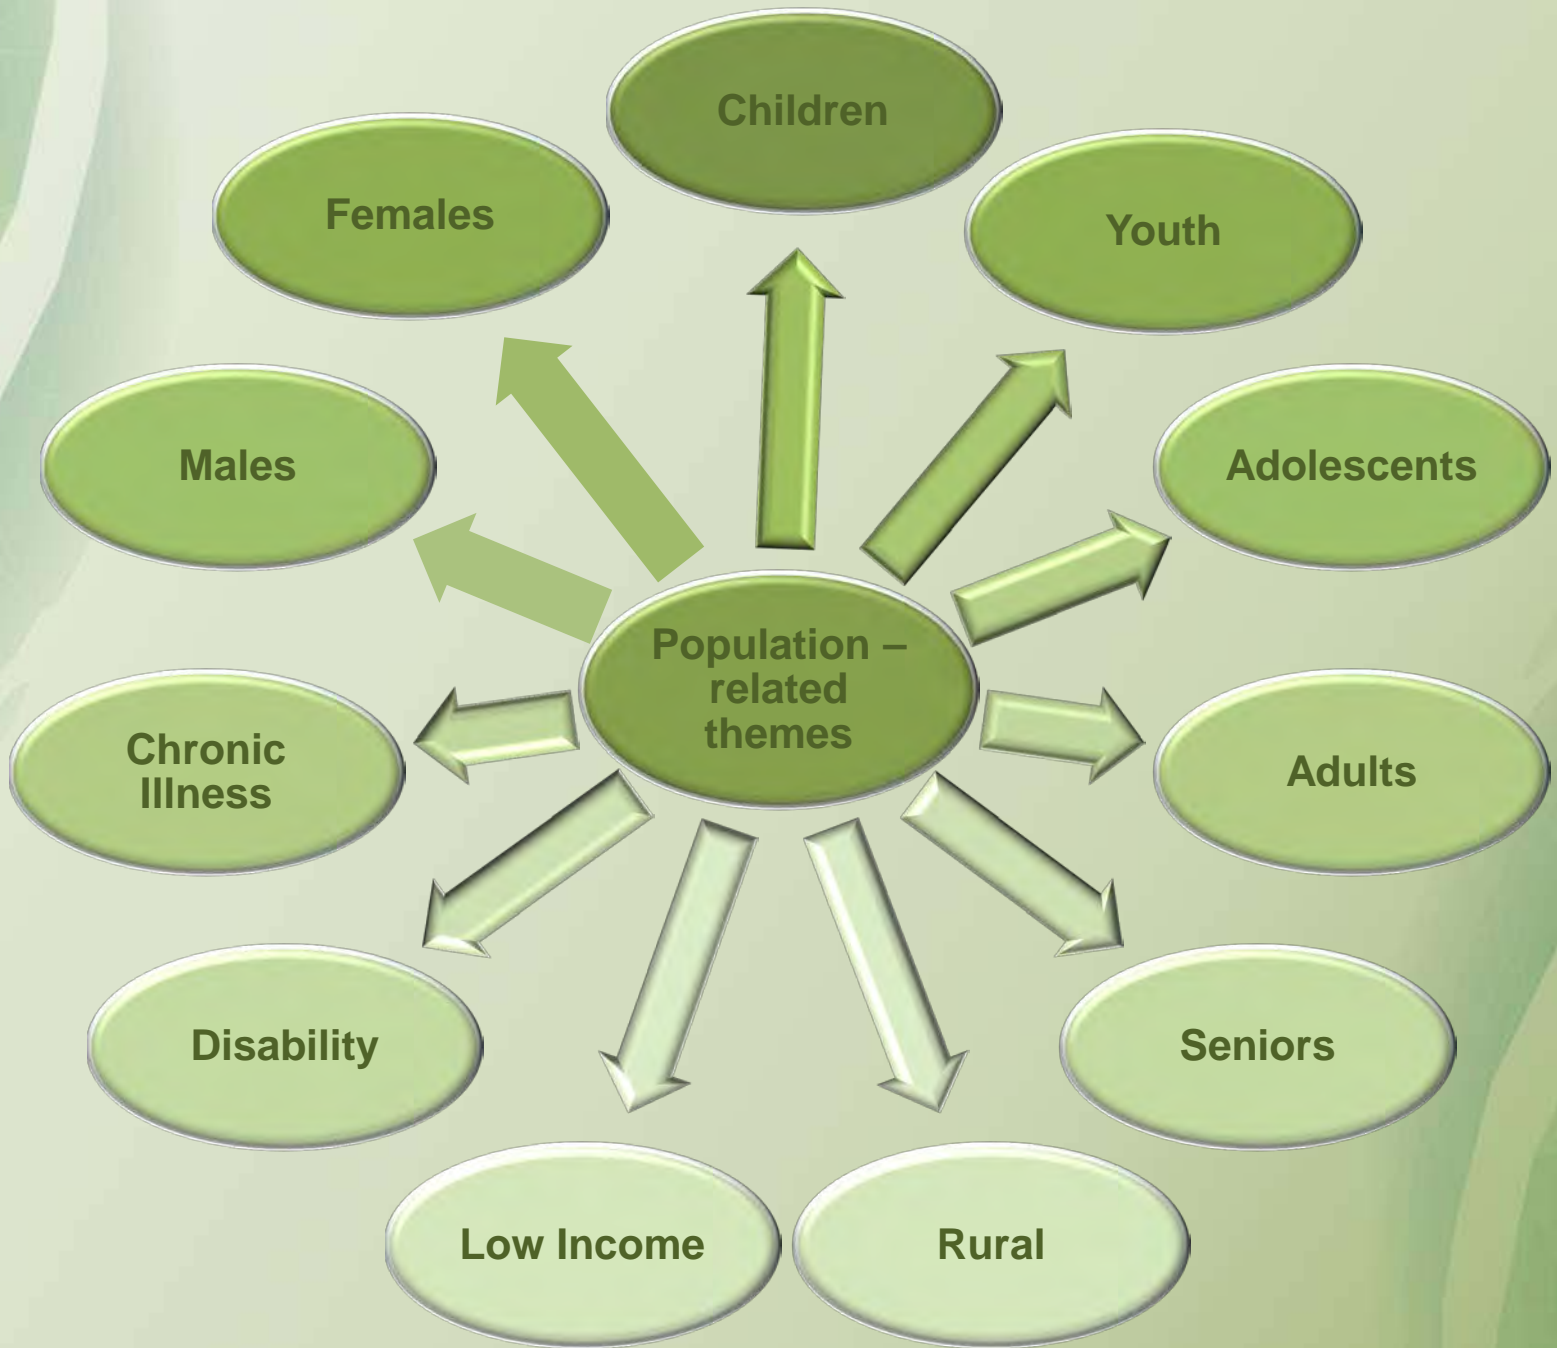 Children
Females
Youth
Males
Adolescents
Population –
related
themes
Chronic
Illness
Adults
Disability
Seniors
Low Income
Rural